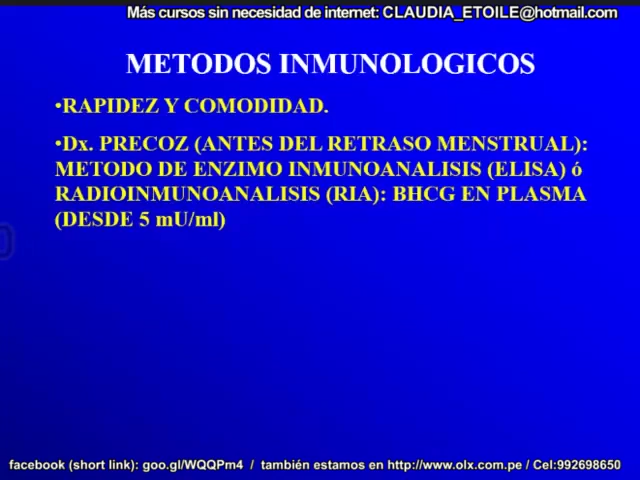 Más cursos sin necesidad de internet: CLAUDIA_ETOILE@hotmail.com
METODOS INMUNOLOGICOS
•RAPIDEZ Y COMODIDAD.
•Dx. PRECOZ (ANTES DEL RETRASO MENSTRUAL):
METODO DE ENZIMO INMUNOANALISIS (ELISA) ó
RADIOINMUNOANALISIS (RIA): BHCG EN PLASMA
(DESDE 5 mU/ml)
facebook (short link): goo.gl/WQQPm4 / también estamos en http://www.olx.com.pe / Cel:992698650